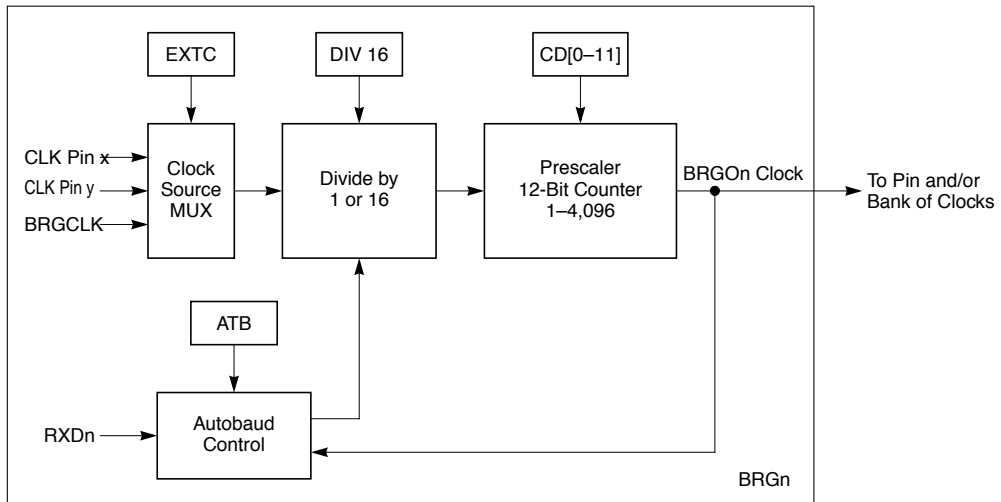 EXTC
DIV 16
CD[0–11]
CLK Pin x
CLK Pin y
BRGCLK
Clock
Source
MUX
Divide by
1 or 16
Prescaler
12-Bit Counter
1–4,096
BRGOn Clock
To Pin and/or
Bank of Clocks
ATB
RXDn
Autobaud
Control
BRGn